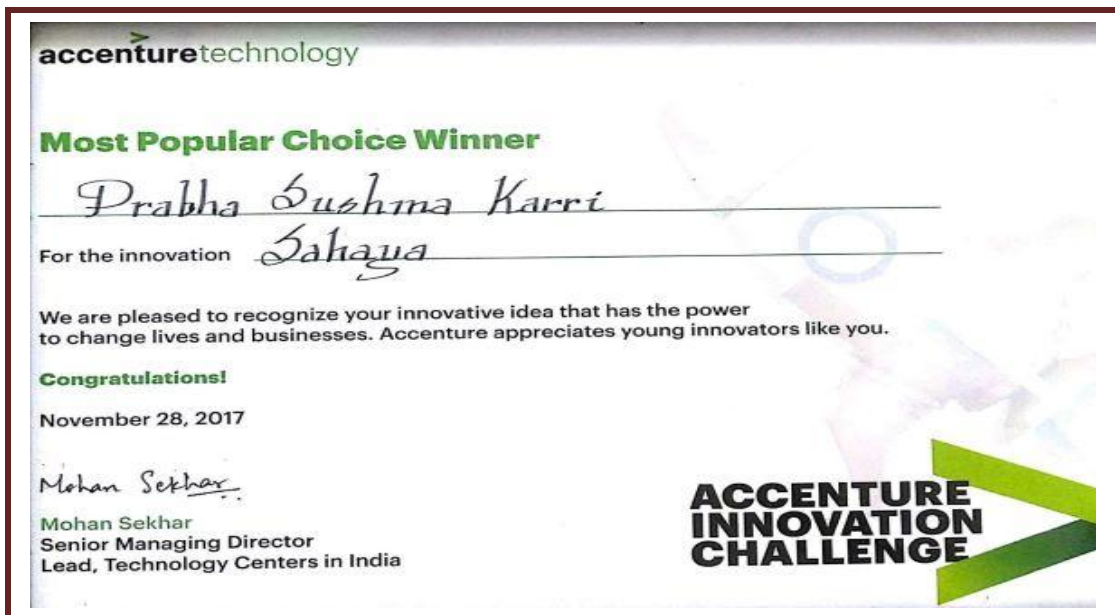 accenturetechnology
Most Popular Choice Winner
Prabha Sushma Karri
For the innovation Sahaya
We are pleased to recognize your innovative idea that has the power
to change lives and businesses. Accenture appreciates young innovators like you.
Congratulations!
November 28, 2017
Mohan Sekhar
Mohan Sekhar
Senior Managing Director
Lead, Technology Centers in India
ACCENTURE
INNOVATION
CHALLENGE